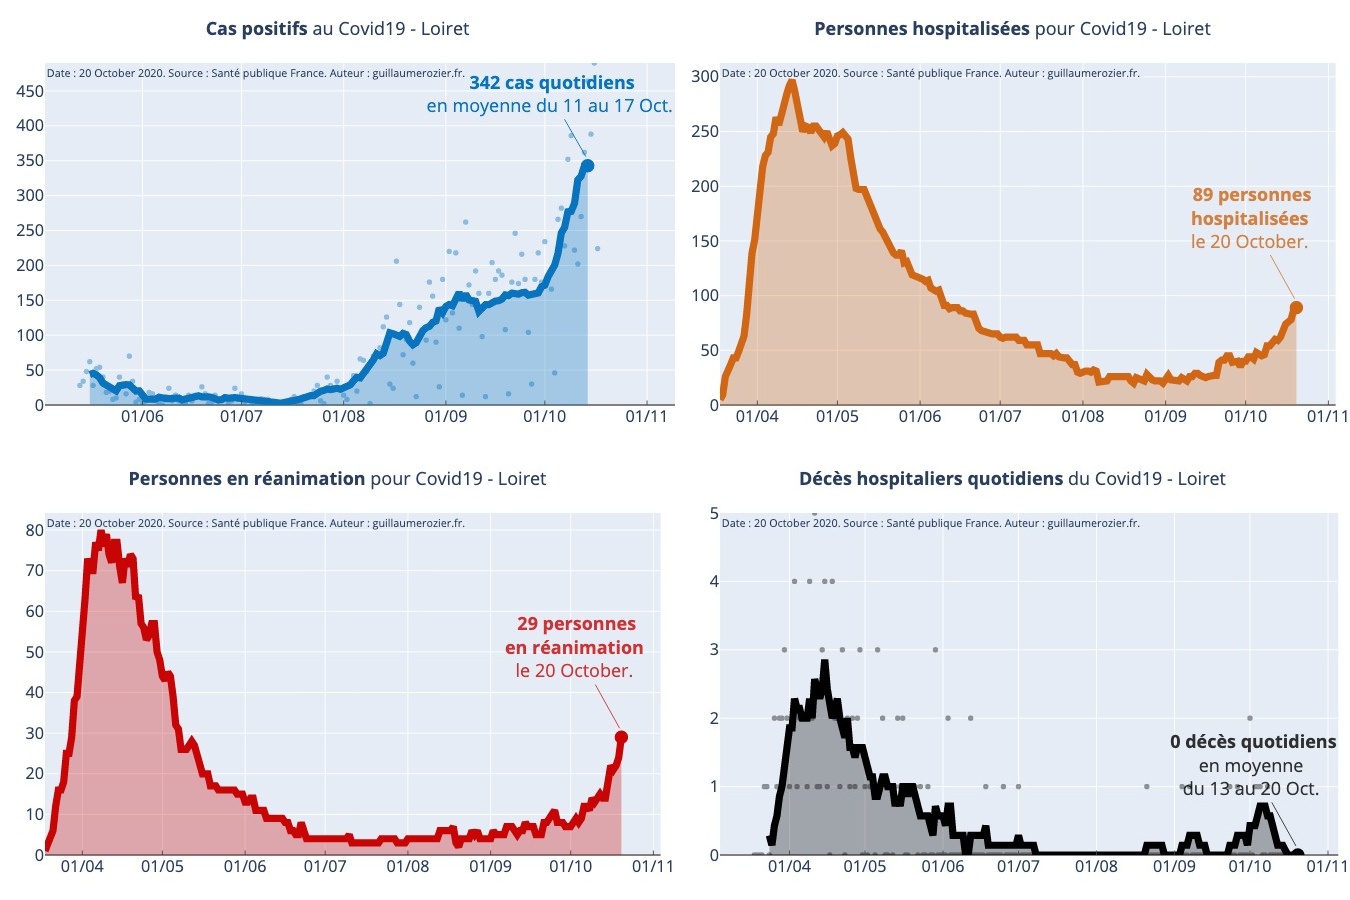 Cas positifs au Covid19 - Loiret
Date : 20 October 2020. Source : Santé publique France. Auteur : guillaumerozier.fr.
342 cas quotidiens
en moyenne du 11 au 17 Oct.
450
400
350
300
250
200
150
100
50
0
01/06 01/07 01/08 01/09 01/10 01/11
Personnes hospitalisées pour Covid19 - Loiret
Date : 20 October 2020. Source : Santé publique France. Auteur : guillaumerozier.fr.
300
250
200
150
100
50
0
89 personnes
hospitalisées
le 20 October.
01/04 01/05 01/06 01/07 01/08 01/09 01/10 01/11
Personnes en réanimation pour Covid19 - Loiret
Date : 20 October 2020. Source : Santé publique France. Auteur : guillaumerozier.fr.
80
70
60
50
40
30
20
10
0
29 personnes
en réanimation
le 20 October.
01/04 01/05 01/06 01/07 01/08 01/09 01/10 01/11
Décès hospitaliers quotidiens du Covid19 - Loiret
Date : 20 October 2020. Source : Santé publique France. Auteur : guillaumerozier.fr.
5
4
3
2
1
0
0 décès quotidiens
en moyenne
du 13 au 20 Oct.
01/04 01/05 01/06 01/07 01/08 01/09 01/10 01/11